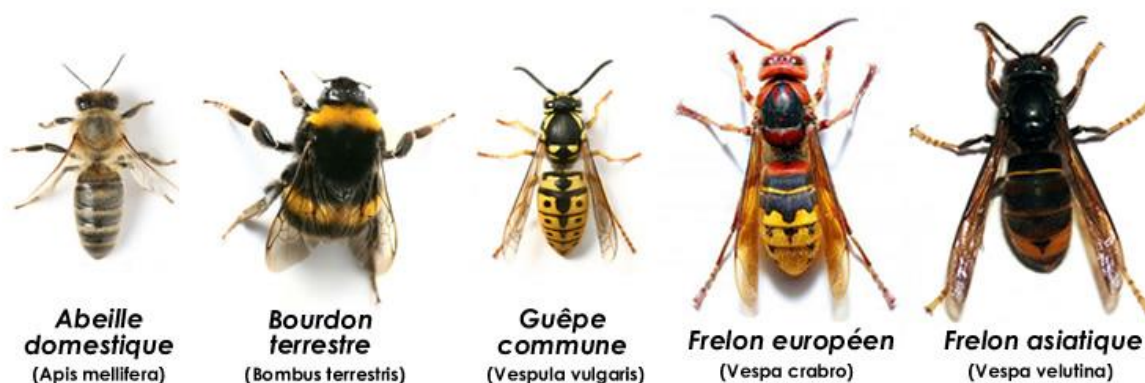 Abeille
domestique
(Apis mellifera)
Bourdon
terrestre
(Bombus terrestris)
Guêpe
commune
(Vespula vulgaris)
Frelon européen
(Vespa crabro)
Frelon asiatique
(Vespa velutina)